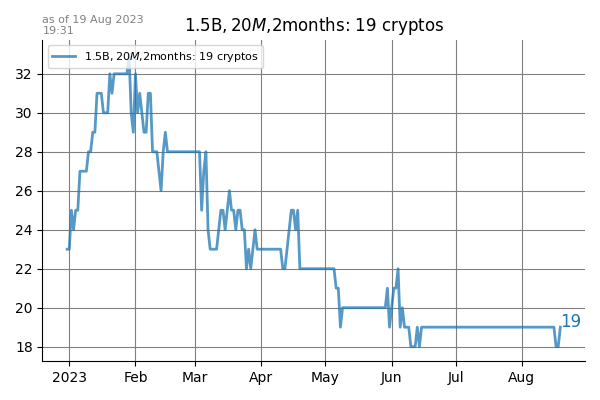 as of 19 Aug 2023
19:31
1.5B, 20M,2months: 19 cryptos
1.5B, 20M,2months: 19 cryptos
32
30
28
26
24
22
20
18
19
2023 Feb Mar Apr May Jun Jul Aug